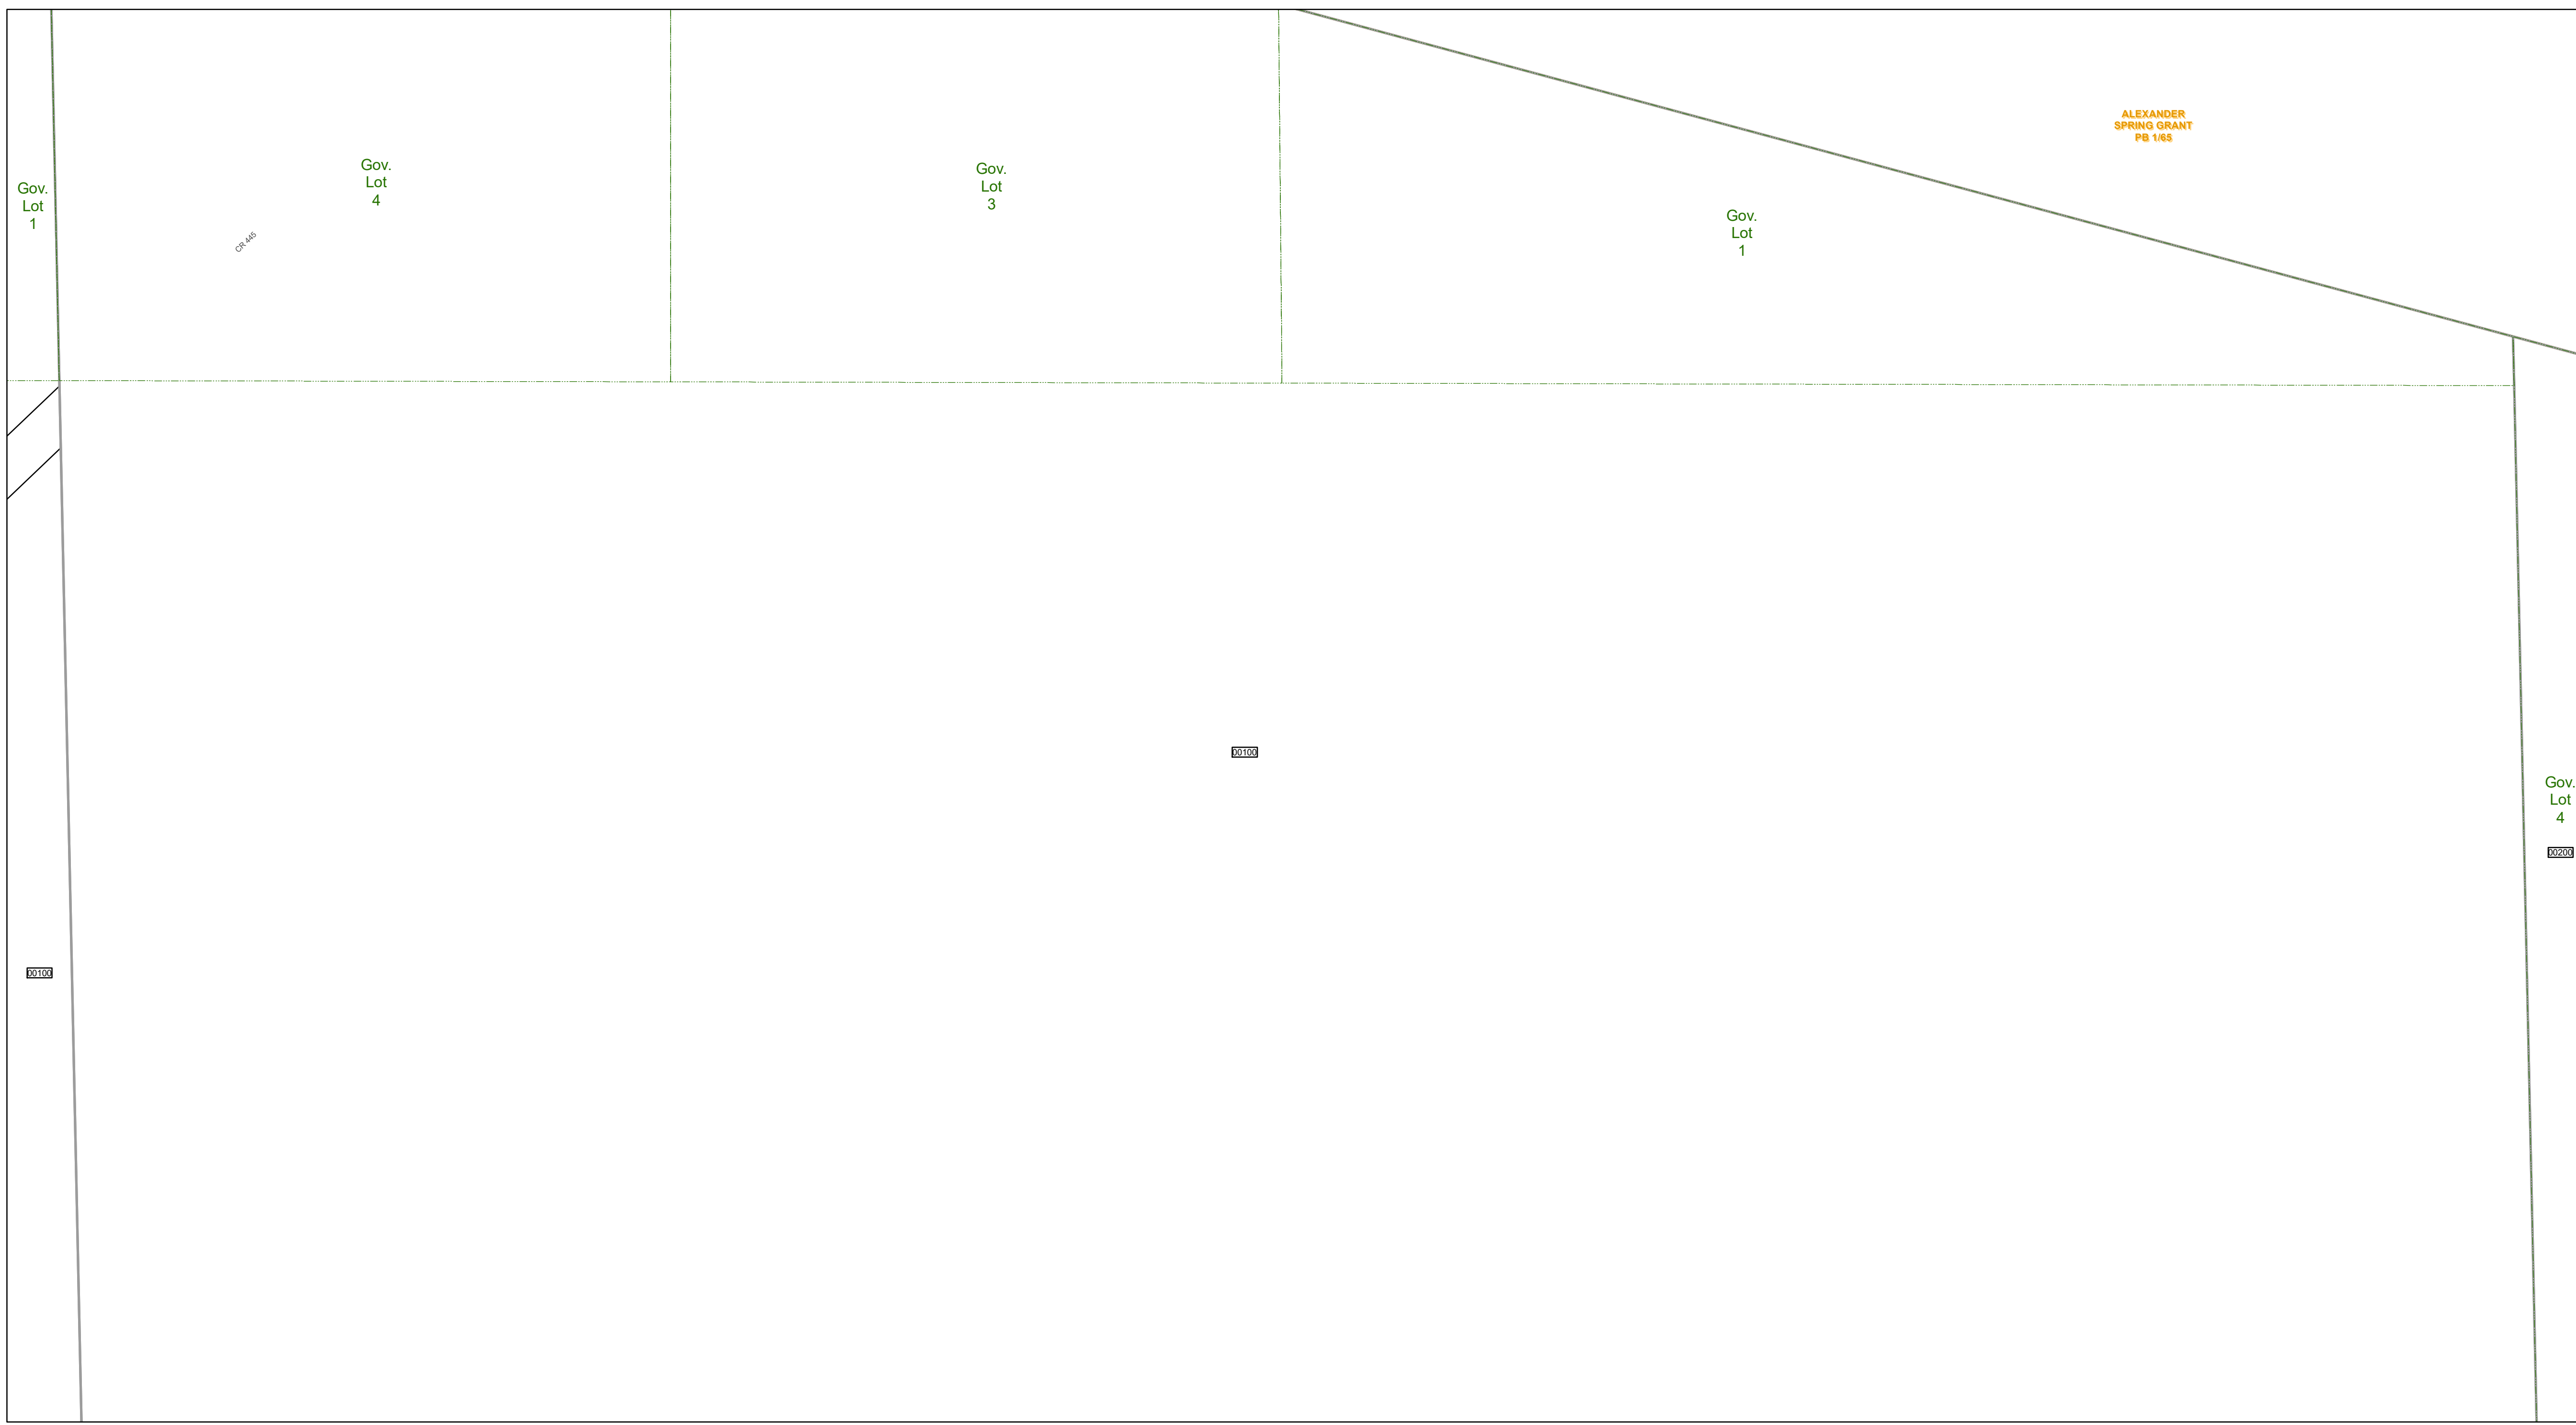 ALEXANDER
SPRING GRANT
PB 1/65
Gov.
Lot
4
Gov.
Lot
3
Gov.
Lot
1
Gov.
Lot
1
CR 445
00100
Gov.
Lot
4
00200
00100